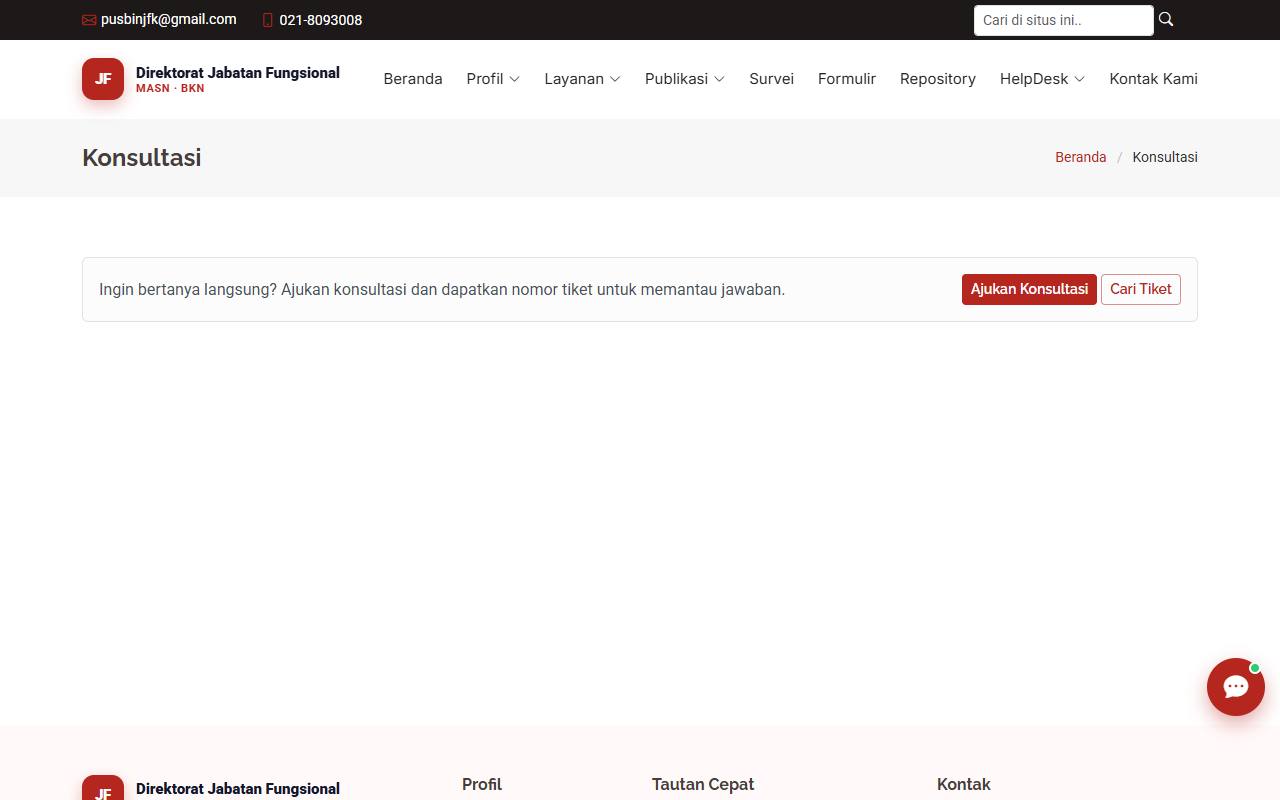 pusbinjfk@gmail.com 021-8093008 Cari di situs ini..
JF Direktorat Jabatan Fungsional
MASN · BKN
Beranda Profil Layanan Publikasi Survei Formulir Repository HelpDesk Kontak Kami
Konsultasi Beranda / Konsultasi
Ingin bertanya langsung? Ajukan konsultasi dan dapatkan nomor tiket untuk memantau jawaban. Ajukan Konsultasi Cari Tiket
JF Direktorat Jabatan Fungsional Profil Tautan Cepat Kontak